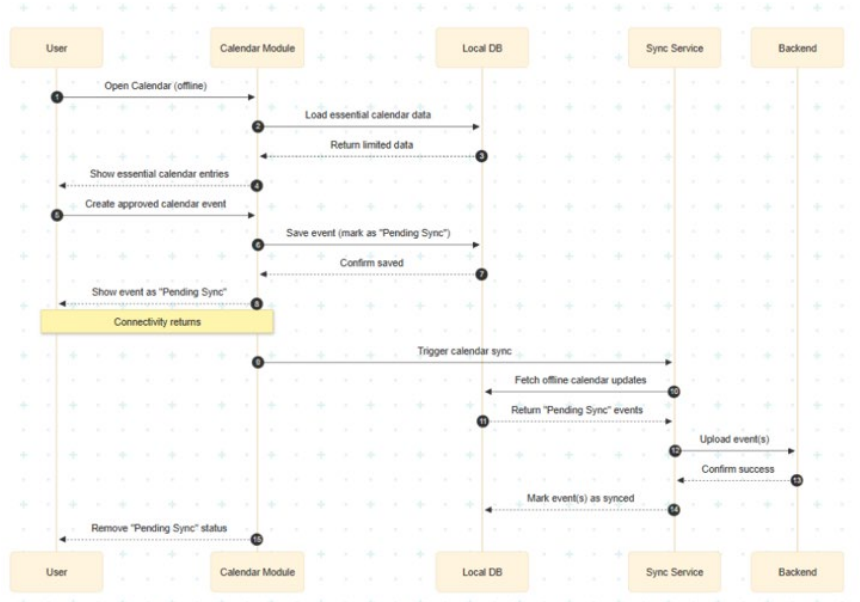 User
Calendar Module
Local DB
Sync Service
Backend
Open Calendar (offline)
1
Load essential calendar data
2
Return limited data
3
Show essential calendar entries
4
Create approved calendar event
5
Save event (mark as "Pending Sync")
6
Confirm saved
7
Show event as "Pending Sync"
8
Connectivity returns
Trigger calendar sync
9
Fetch offline calendar updates
10
Return "Pending Sync" events
11
Upload event(s)
12
Confirm success
13
Mark event(s) as synced
14
Remove "Pending Sync" status
15
User
Calendar Module
Local DB
Sync Service
Backend